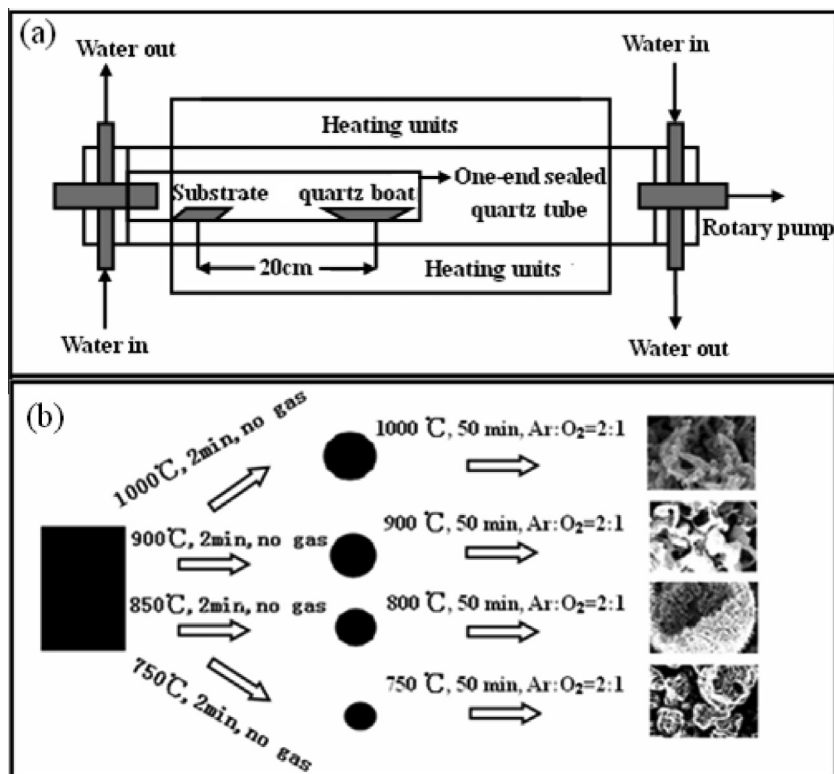 (a)
Water out
Water in
Heating units
One-end sealed
quartz tube
Substrate
quartz boat
Rotary pump
20cm
Heating units
Water in
Water out
(b)
1000℃, 2min, no gas
1000 ℃, 50 min, Ar:O₂=2:1
900℃, 2min, no gas
900 ℃, 50 min, Ar:O₂=2:1
850℃, 2min, no gas
800 ℃, 50 min, Ar:O₂=2:1
750℃, 2min, no gas
750 ℃, 50 min, Ar:O₂=2:1